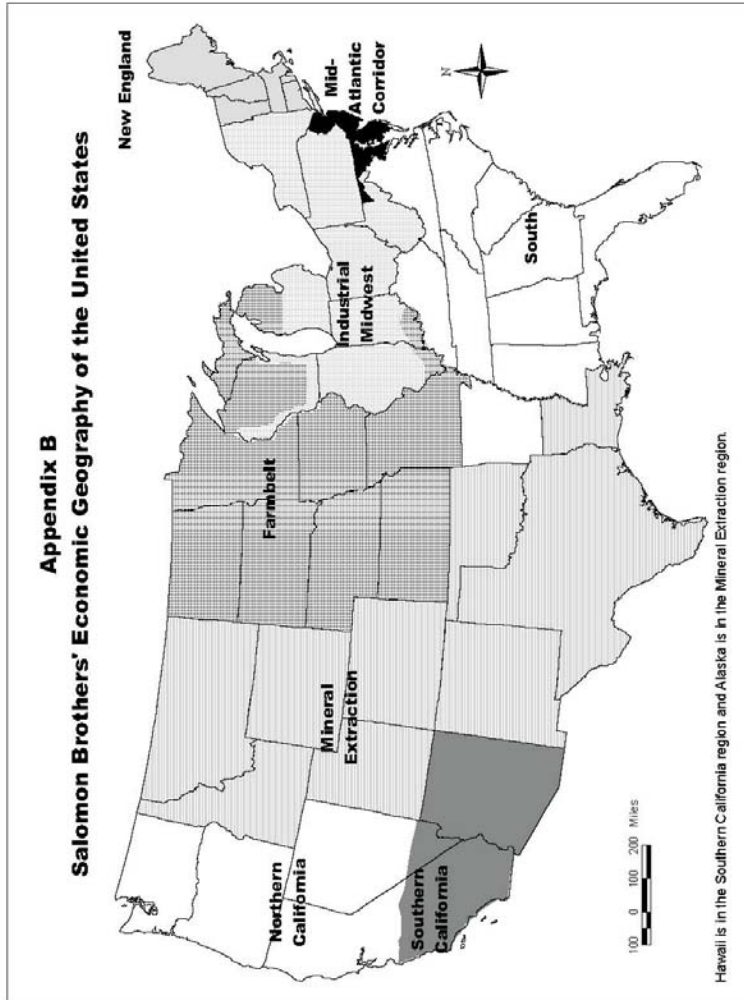 Appendix B
Salomon Brothers' Economic Geography of the United States
New England
Mid-
Atlantic
Corridor
N
Industrial
Midwest
Farmbelt
South
Mineral
Extraction
Northern
California
Southern
California
100 0 100 200 Miles
Hawaii is in the Southern California region and Alaska is in the Mineral Extraction region.